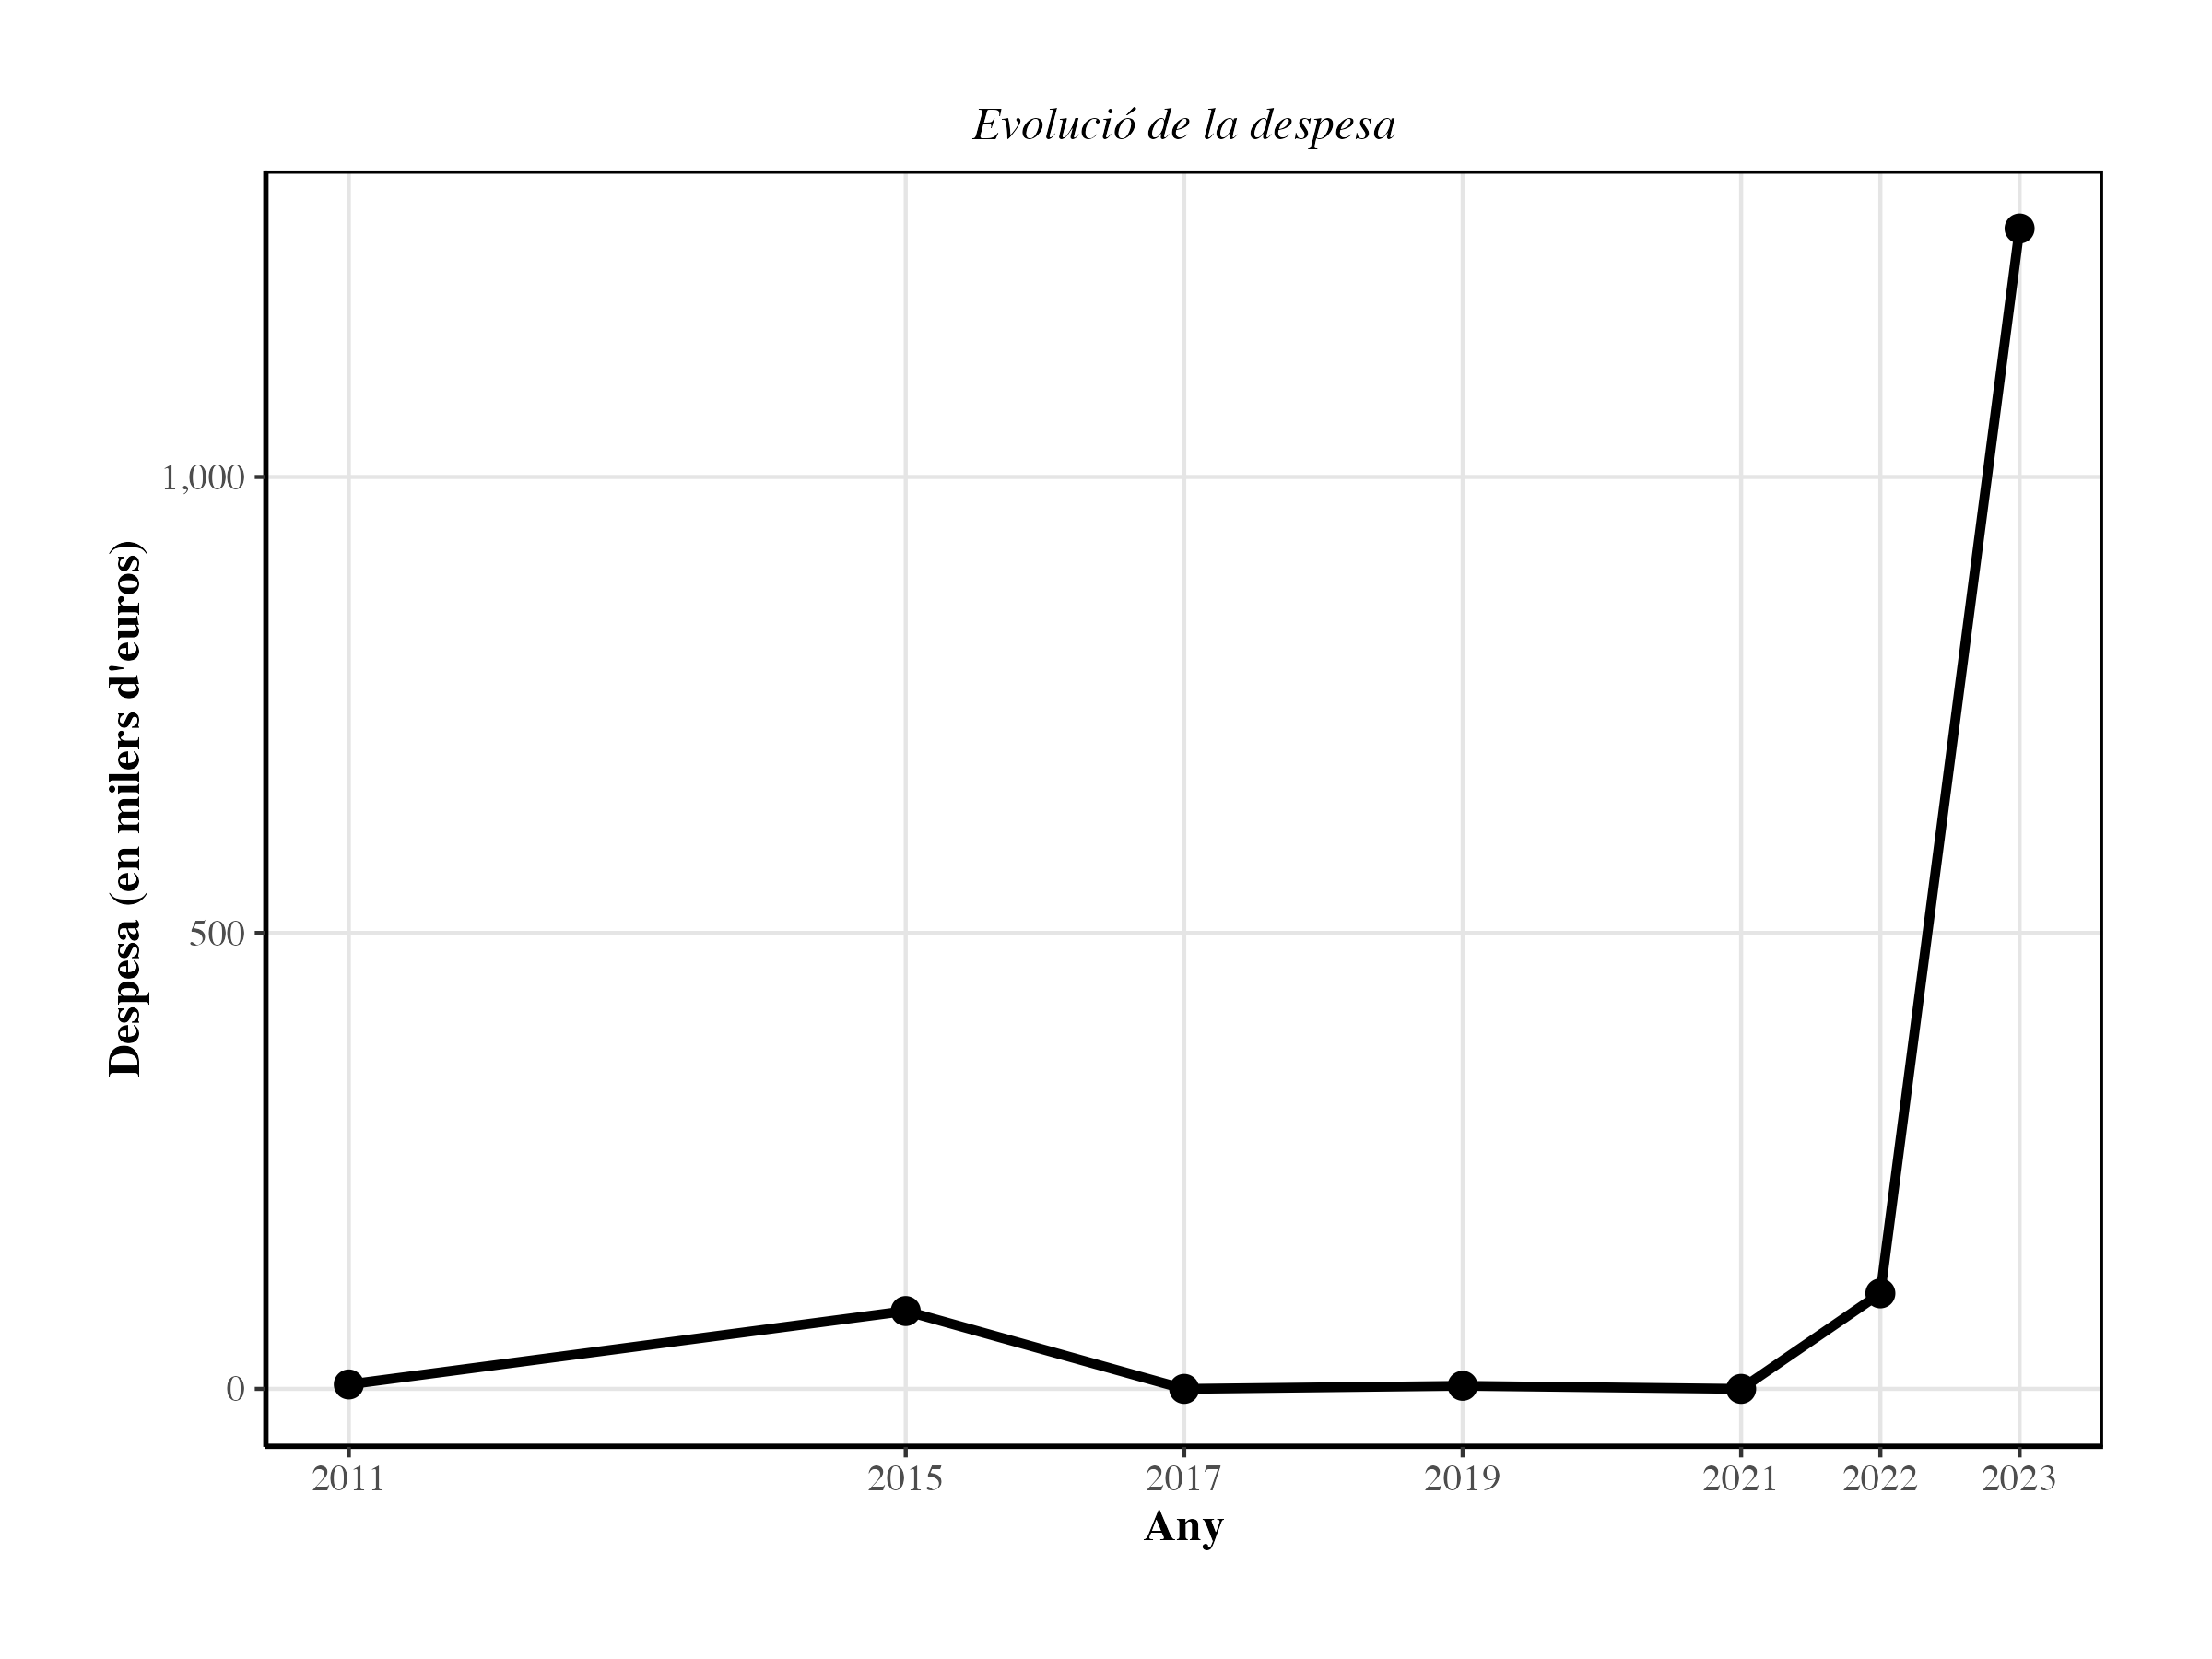 Evolució de la despesa
Despesa (en milers d'euros)
1,000
500
0
2011 2015 2017 2019 2021 2022 2023
Any